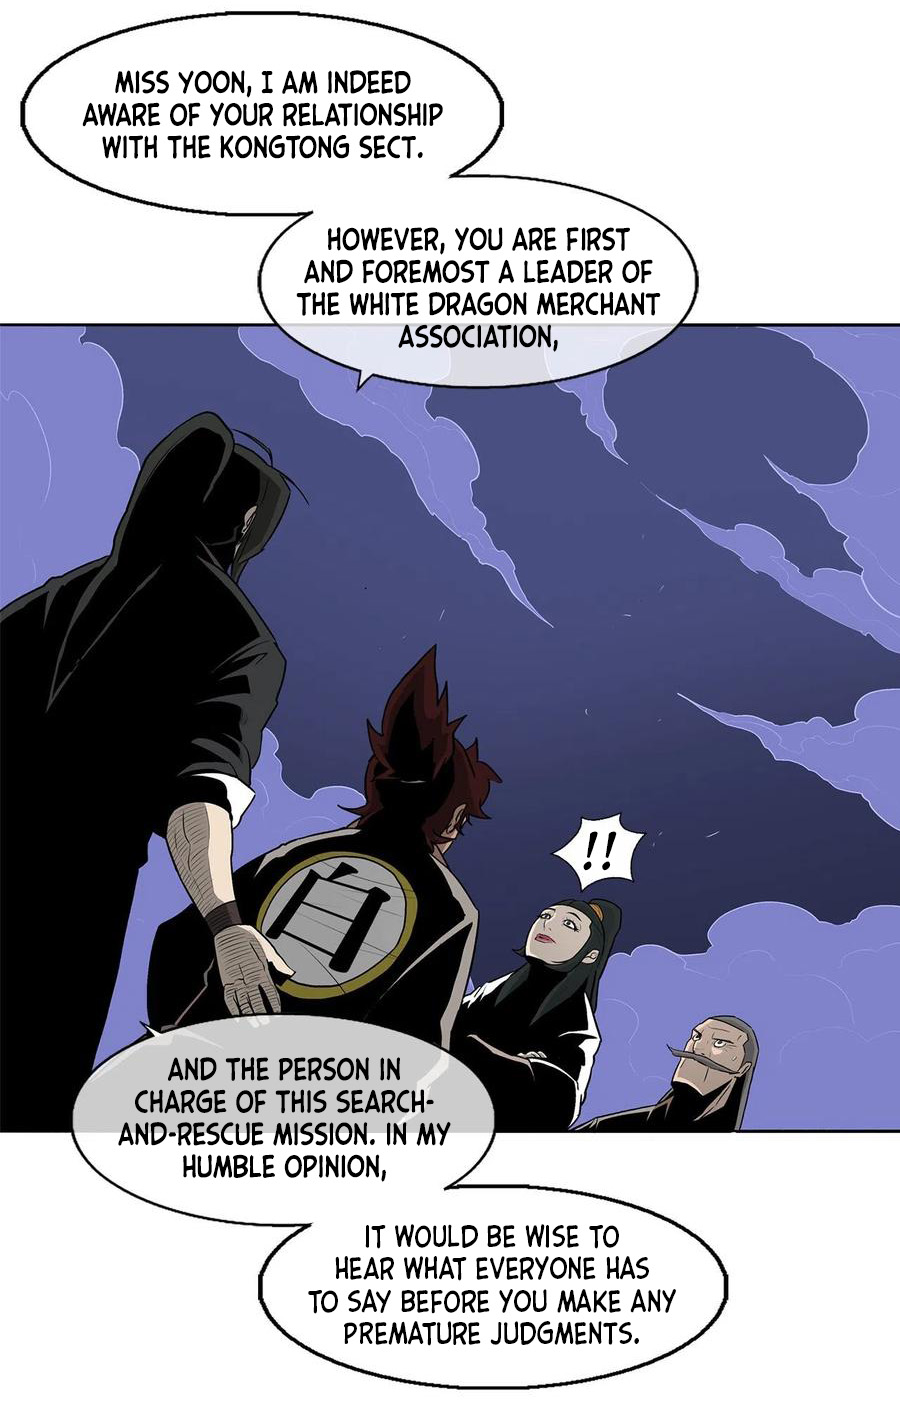 MISS YOON, I AM INDEED
AWARE OF YOUR RELATIONSHIP
WITH THE KONGTONG SECT.
HOWEVER, YOU ARE FIRST
AND FOREMOST A LEADER OF
THE WHITE DRAGON MERCHANT
ASSOCIATION,
!!
白
AND THE PERSON IN
CHARGE OF THIS SEARCH-
AND-RESCUE MISSION. IN MY
HUMBLE OPINION,
IT WOULD BE WISE TO
HEAR WHAT EVERYONE HAS
TO SAY BEFORE YOU MAKE ANY
PREMATURE JUDGMENTS.